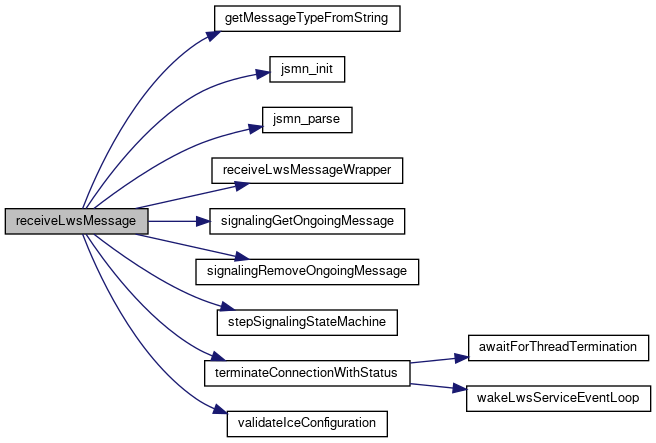 getMessageTypeFromString
jsmn_init
jsmn_parse
receiveLwsMessageWrapper
receiveLwsMessage
signalingGetOngoingMessage
signalingRemoveOngoingMessage
stepSignalingStateMachine
awaitForThreadTermination
terminateConnectionWithStatus
wakeLwsServiceEventLoop
validateIceConfiguration